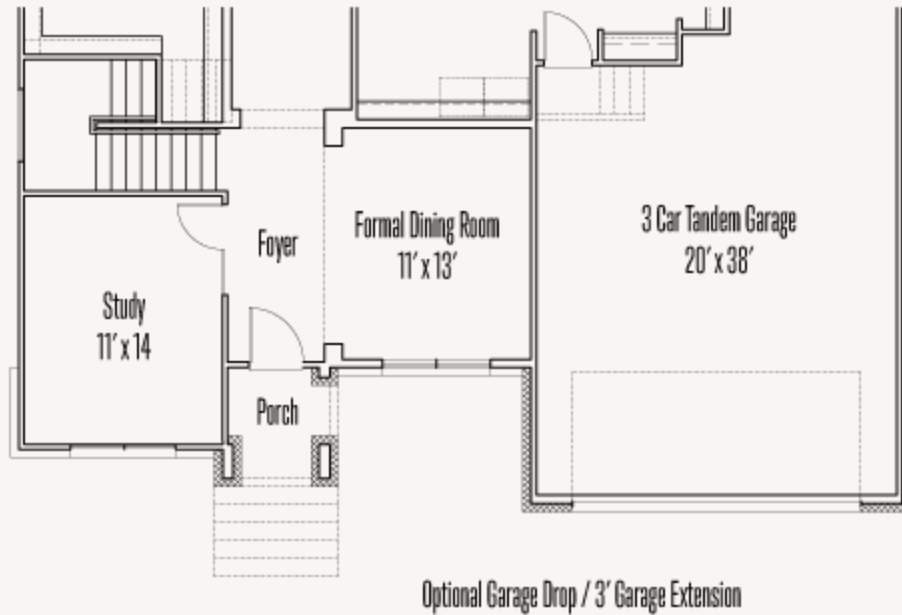 3 Car Tandem Garage
20' x 38'
Formal Dining Room
11' x 13'
Foyer
Study
11' x 14
Porch
Optional Garage Drop / 3' Garage Extension